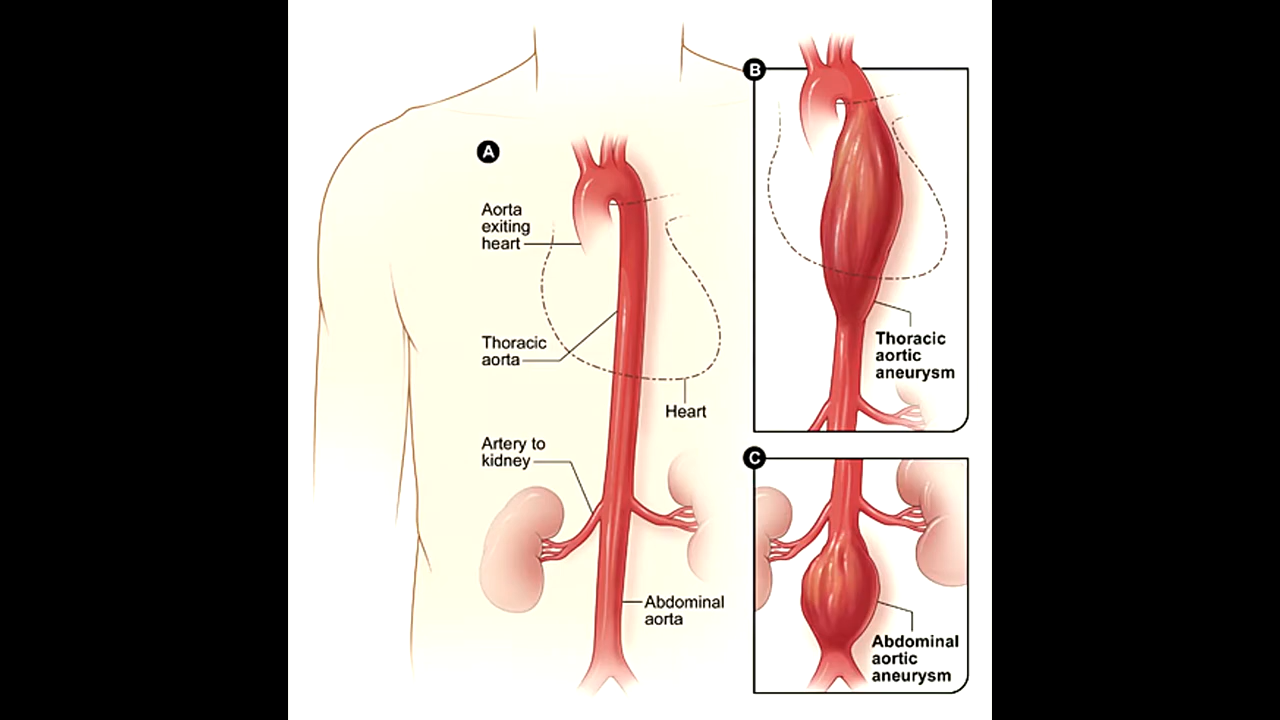 A
Aorta
exiting
heart
Thoracic
aorta
Heart
Artery to
kidney
Abdominal
aorta
B
Thoracic
aortic
aneurysm
C
Abdominal
aortic
aneurysm